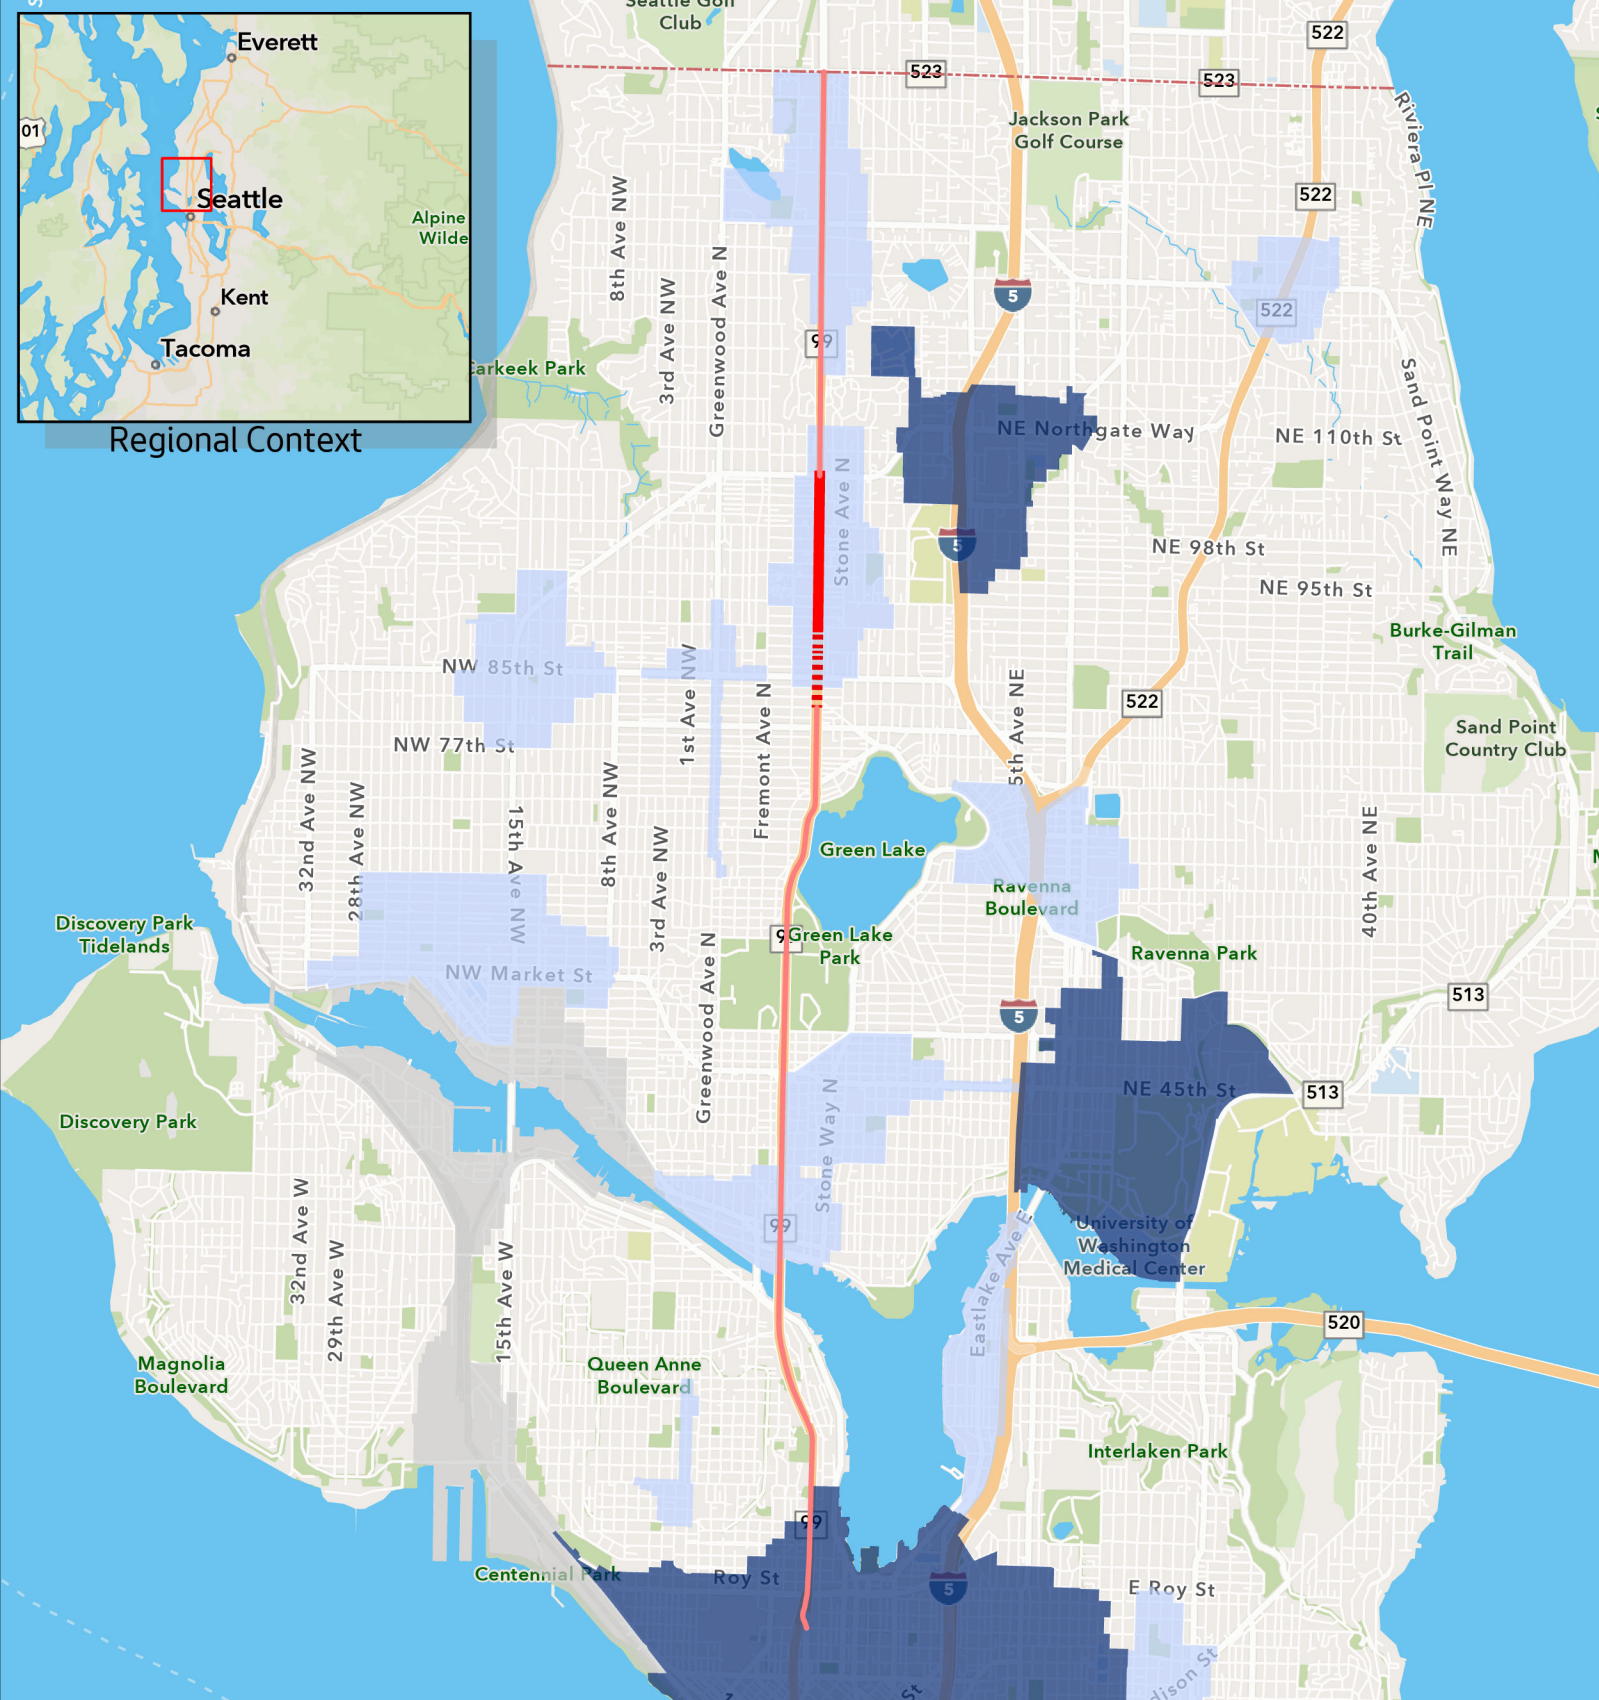 Seattle Golf
Club
Everett
01
Seattle
Alpine
Wilde
Kent
Tacoma
Regional Context
522
523
523
Jackson Park
Golf Course
Riviera Pl NE
522
8th Ave NW
3rd Ave NW
Greenwood Ave N
5
522
99
Carkeek Park
Sand Point Way NE
NE Northgate Way
NE 110th St
Stone Ave N
5
NE 98th St
NE 95th St
Burke-Gilman
Trail
NW 85th St
1st Ave NW
Fremont Ave N
5th Ave NE
522
Sand Point
Country Club
NW 77th St
32nd Ave NW
28th Ave NW
15th Ave NW
8th Ave NW
3rd Ave NW
Green Lake
40th Ave NE
Ravenna
Boulevard
Discovery Park
Tidelands
Green Lake
Park
Ravenna Park
NW Market St
Greenwood Ave N
513
5
Discovery Park
NE 45th St
513
Stone Way N
32nd Ave W
29th Ave W
15th Ave W
99
University of
Washington
Medical Center
Eastlake Ave E
520
Magnolia
Boulevard
Queen Anne
Boulevard
Interlaken Park
99
Centennial Park
Roy St
5
E Roy St
dison St
St